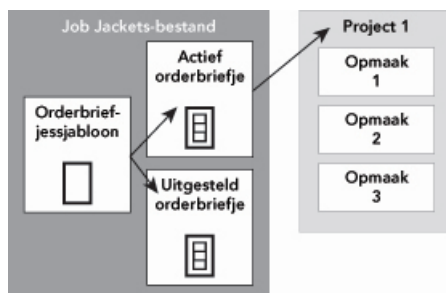 Job Jackets-bestand
Orderbrief-
jessjabloon
Actief
orderbriefje
Uitgesteld
orderbriefje
Project 1
Opmaak
1
Opmaak
2
Opmaak
3